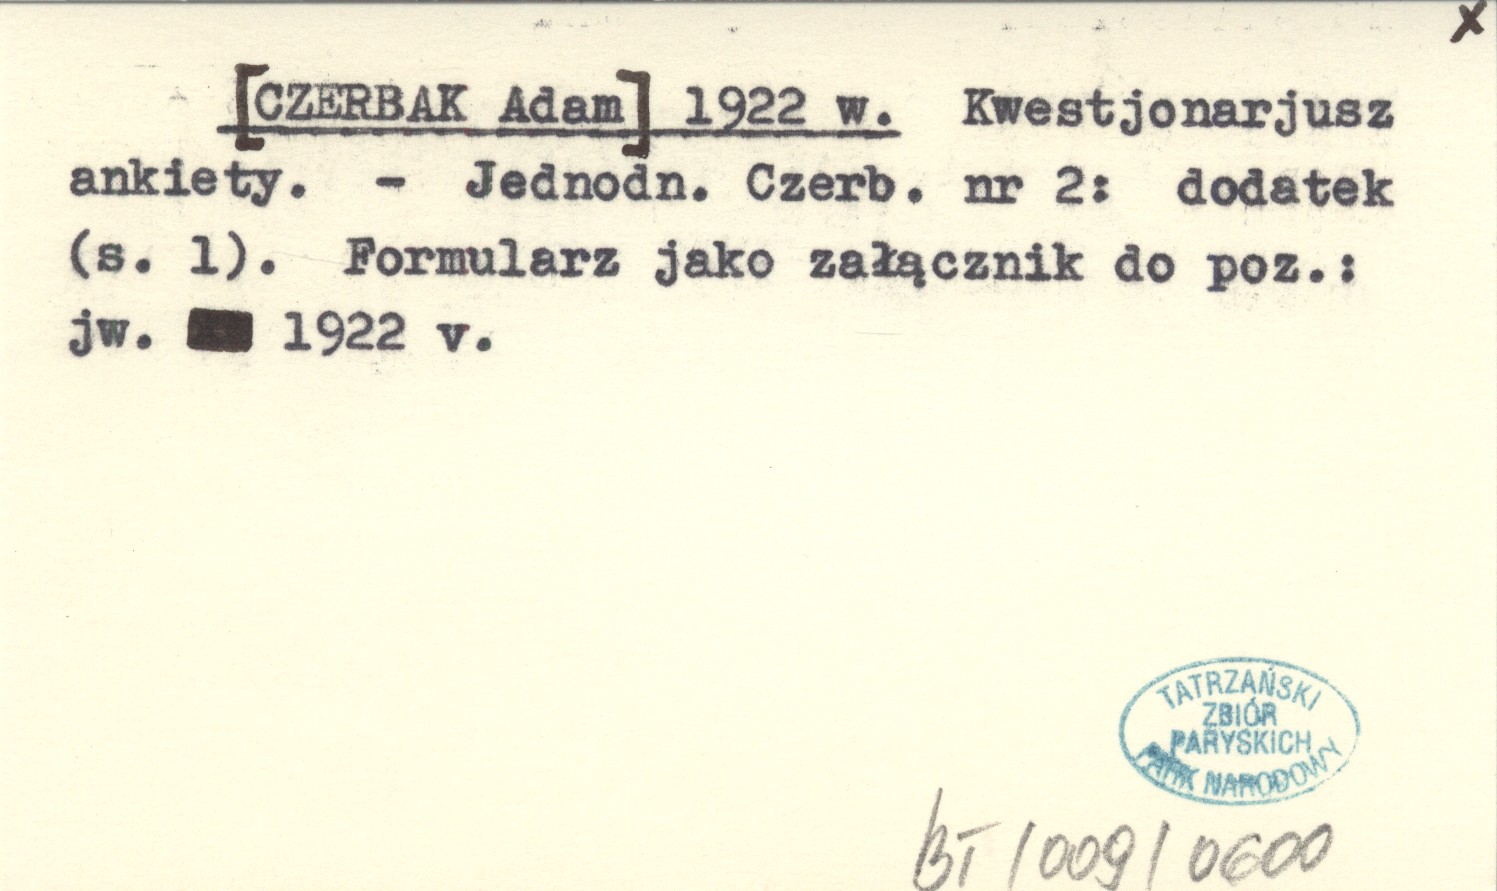 x
[CZERBAK Adam] 1922 w. Kwestjonarjusz
ankiety. - Jednodn. Czerb. nr 2: dodatek
(s. 1). Formularz jako załącznik do poz.:
jw. 1922 v.
TATRZAŃSKI
ZBIÓR
PARYSKICH
PARK NARODOWY
BT/009/0600